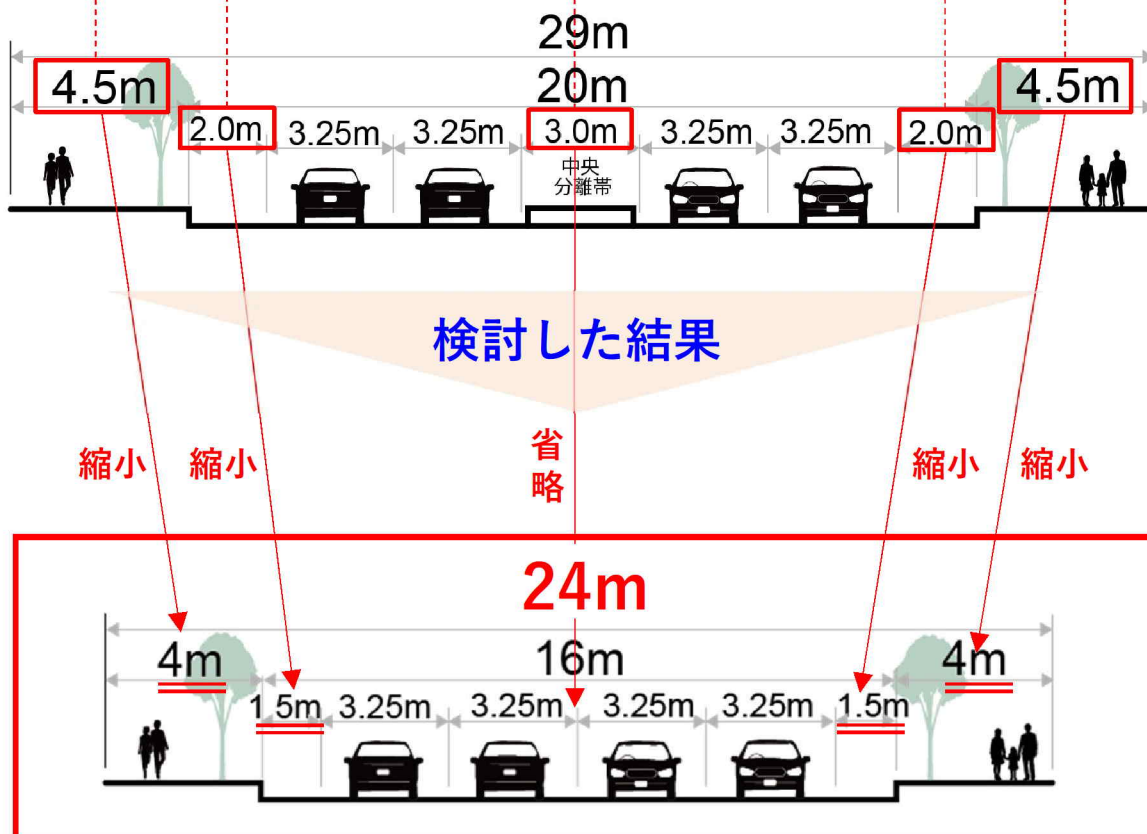 29m
4.5m 20m 4.5m
2.0m 3.25m 3.25m 3.0m 3.25m 3.25m 2.0m
中央
分離帯
検討した結果
縮小 縮小 省略 縮小 縮小
24m
4m 16m 4m
1.5m 3.25m 3.25m 3.25m 3.25m 1.5m